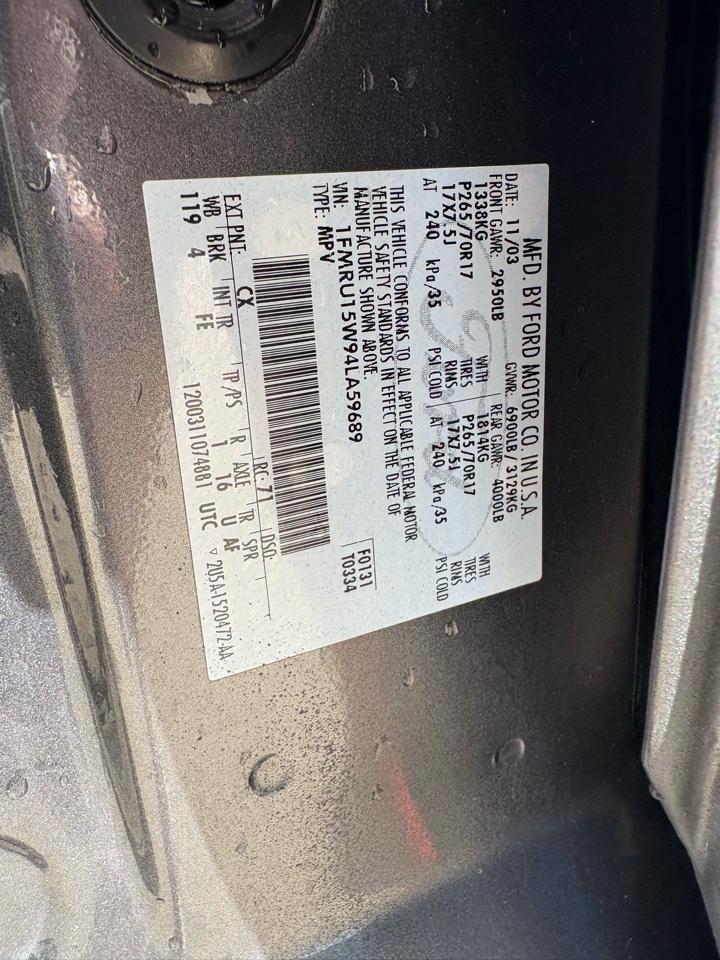 MFD. BY FORD MOTOR CO. IN U.S.A.
DATE: 11/03 GVWR: 6900LB/3129KG
FRONT GAWR: 2950LB REAR GAWR: 4000LB
1338KG WITH 1814KG WITH
P265/70R17 TIRES P265/70R17 TIRES
17X7.5J RIMS 17X7.5J RIMS
AT 240 kPa/35 PSI COLD AT 240 kPa/35 PSI COLD
THIS VEHICLE CONFORMS TO ALL APPLICABLE FEDERAL MOTOR
VEHICLE SAFETY STANDARDS IN EFFECT ON THE DATE OF
MANUFACTURE SHOWN ABOVE.
VIN: 1FMRU15W94LA59689
TYPE: MPV
F0131
T0334
EXT PNT: CX RC: 71 DSO:
WB BRK INT TR TP/PS R AXLE TR SPR
119 4 FE 1 16 U AF
1200311074881 UTC ▽ 2U5A-1520472-AA